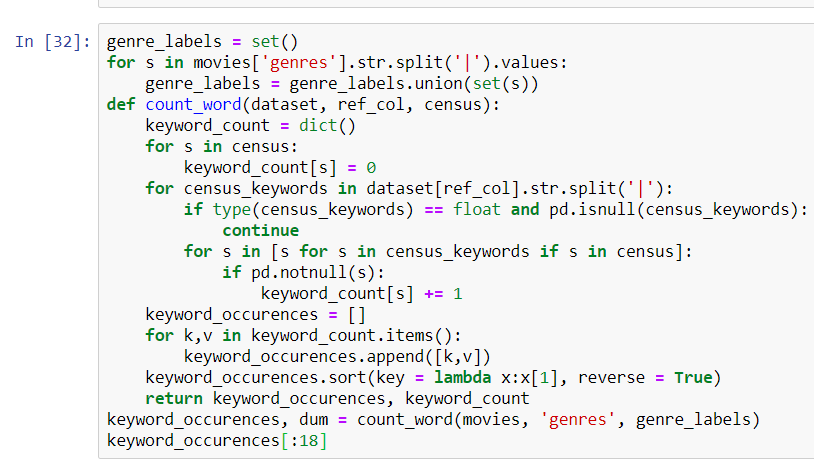 In [32]: genre_labels = set()
for s in movies['genres'].str.split('|').values:
    genre_labels = genre_labels.union(set(s))
def count_word(dataset, ref_col, census):
    keyword_count = dict()
    for s in census:
        keyword_count[s] = 0
    for census_keywords in dataset[ref_col].str.split('|'):
        if type(census_keywords) == float and pd.isnull(census_keywords):
            continue
        for s in [s for s in census_keywords if s in census]:
            if pd.notnull(s):
                keyword_count[s] += 1
    keyword_occurences = []
    for k,v in keyword_count.items():
        keyword_occurences.append([k,v])
    keyword_occurences.sort(key = lambda x:x[1], reverse = True)
    return keyword_occurences, keyword_count
keyword_occurences, dum = count_word(movies, 'genres', genre_labels)
keyword_occurences[:18]